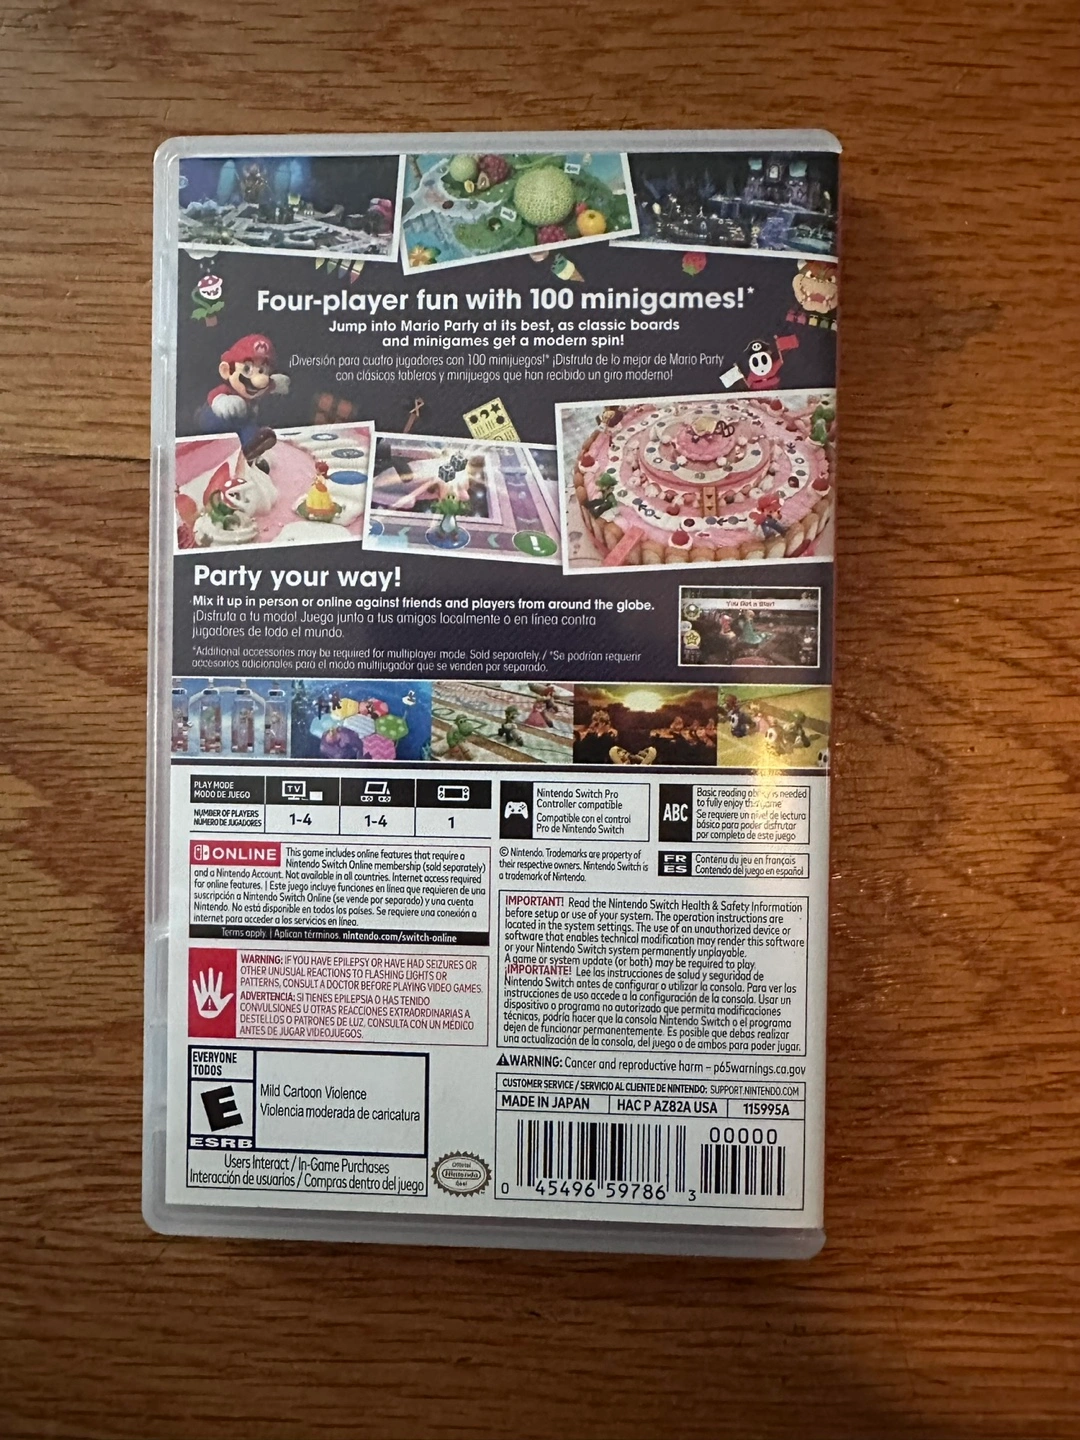 Four-player fun with 100 minigames!*
Jump into Mario Party at its best, as classic boards
and minigames get a modern spin!
¡Diversión para cuatro jugadores con 100 minijuegos!* ¡Disfruta de lo mejor de Mario Party
con clásicos tableros y minijuegos que han recibido un giro moderno!
Party your way!
Mix it up in person or online against friends and players from around the globe.
¡Disfruta a tu modo! Juega junto a tus amigos localmente o en línea contra
jugadores de todo el mundo.
*Additional accessories may be required for multiplayer mode. Sold separately. / *Se podrían requerir
accesorios adicionales para el modo multijugador que se venden por separado.
You Got a Star!
PLAY MODE
MODO DE JUEGO
TV
NUMBER OF PLAYERS
NÚMERO DE JUGADORES
1-4
1-4
1
Nintendo Switch Pro
Controller compatible
Compatible con el control
Pro de Nintendo Switch
ABC
Basic reading ability is needed
to fully enjoy this game
Se requiere un nivel de lectura
básico para poder disfrutar
por completo de este juego
ONLINE
This game includes online features that require a
Nintendo Switch Online membership (sold separately)
and a Nintendo Account. Not available in all countries. Internet access required
for online features. | Este juego incluye funciones en línea que requieren de una
suscripción a Nintendo Switch Online (se vende por separado) y una cuenta
Nintendo. No está disponible en todos los países. Se requiere una conexión a
internet para acceder a los servicios en línea.
Terms apply. | Aplican términos. nintendo.com/switch-online
© Nintendo. Trademarks are property of
their respective owners. Nintendo Switch is
a trademark of Nintendo.
FR
ES
Contenu du jeu en français
Contenido del juego en español
WARNING: IF YOU HAVE EPILEPSY OR HAVE HAD SEIZURES OR
OTHER UNUSUAL REACTIONS TO FLASHING LIGHTS OR
PATTERNS, CONSULT A DOCTOR BEFORE PLAYING VIDEO GAMES.
ADVERTENCIA: SI TIENES EPILEPSIA O HAS TENIDO
CONVULSIONES U OTRAS REACCIONES EXTRAORDINARIAS A
DESTELLOS O PATRONES DE LUZ, CONSULTA CON UN MÉDICO
ANTES DE JUGAR VIDEOJUEGOS.
IMPORTANT! Read the Nintendo Switch Health & Safety Information
before setup or use of your system. The operation instructions are
located in the system settings. The use of an unauthorized device or
software that enables technical modification may render this software
or your Nintendo Switch system permanently unplayable.
A game or system update (or both) may be required to play.
¡IMPORTANTE! Lee las instrucciones de salud y seguridad de
Nintendo Switch antes de configurar o utilizar la consola. Para ver las
instrucciones de uso accede a la configuración de la consola. Usar un
dispositivo o programa no autorizado que permita modificaciones
técnicas, podría hacer que la consola Nintendo Switch o el programa
dejen de funcionar permanentemente. Es posible que debas realizar
una actualización de la consola, del juego o de ambos para poder jugar.
WARNING: Cancer and reproductive harm – p65warnings.ca.gov
CUSTOMER SERVICE / SERVICIO AL CLIENTE DE NINTENDO: SUPPORT.NINTENDO.COM
MADE IN JAPAN
HAC P AZ82A USA
115995A
EVERYONE
TODOS
E
ESRB
Mild Cartoon Violence
Violencia moderada de caricatura
Users Interact / In-Game Purchases
Interacción de usuarios / Compras dentro del juego
Official
Nintendo
Seal
00000
0 45496 59786 3